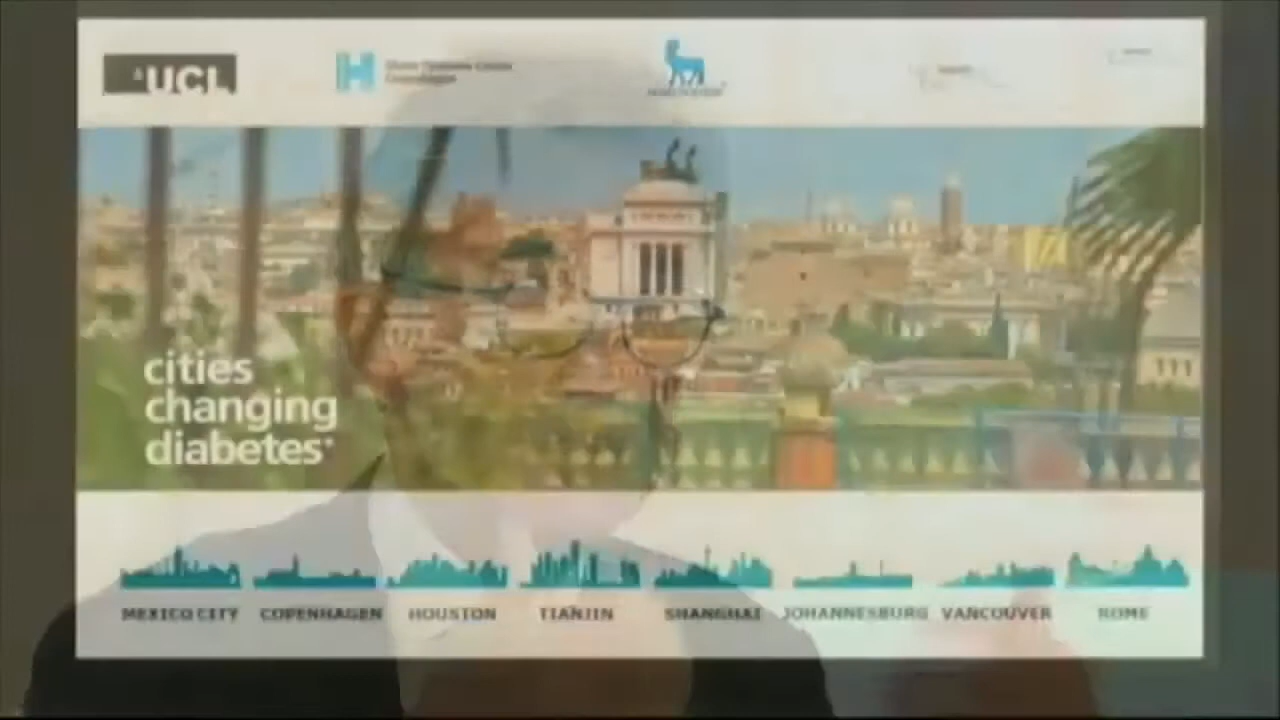 UCL
cities
changing
diabetes
MEXICO CITY
COPENHAGEN
HOUSTON
TIANJIN
SHANGHAI
JOHANNESBURG
VANCOUVER
ROME